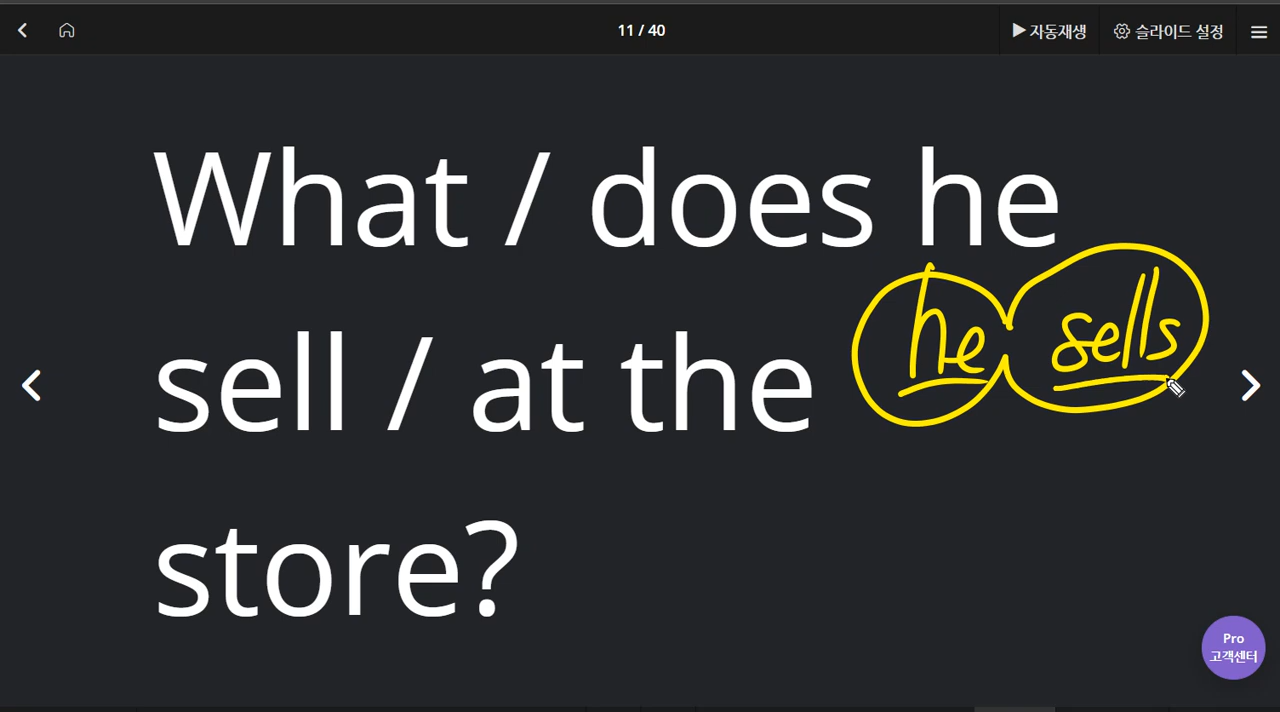 11 / 40
▶ 자동재생
슬라이드 설정
What / does he
he sells
sell / at the
store?
Pro
고객센터